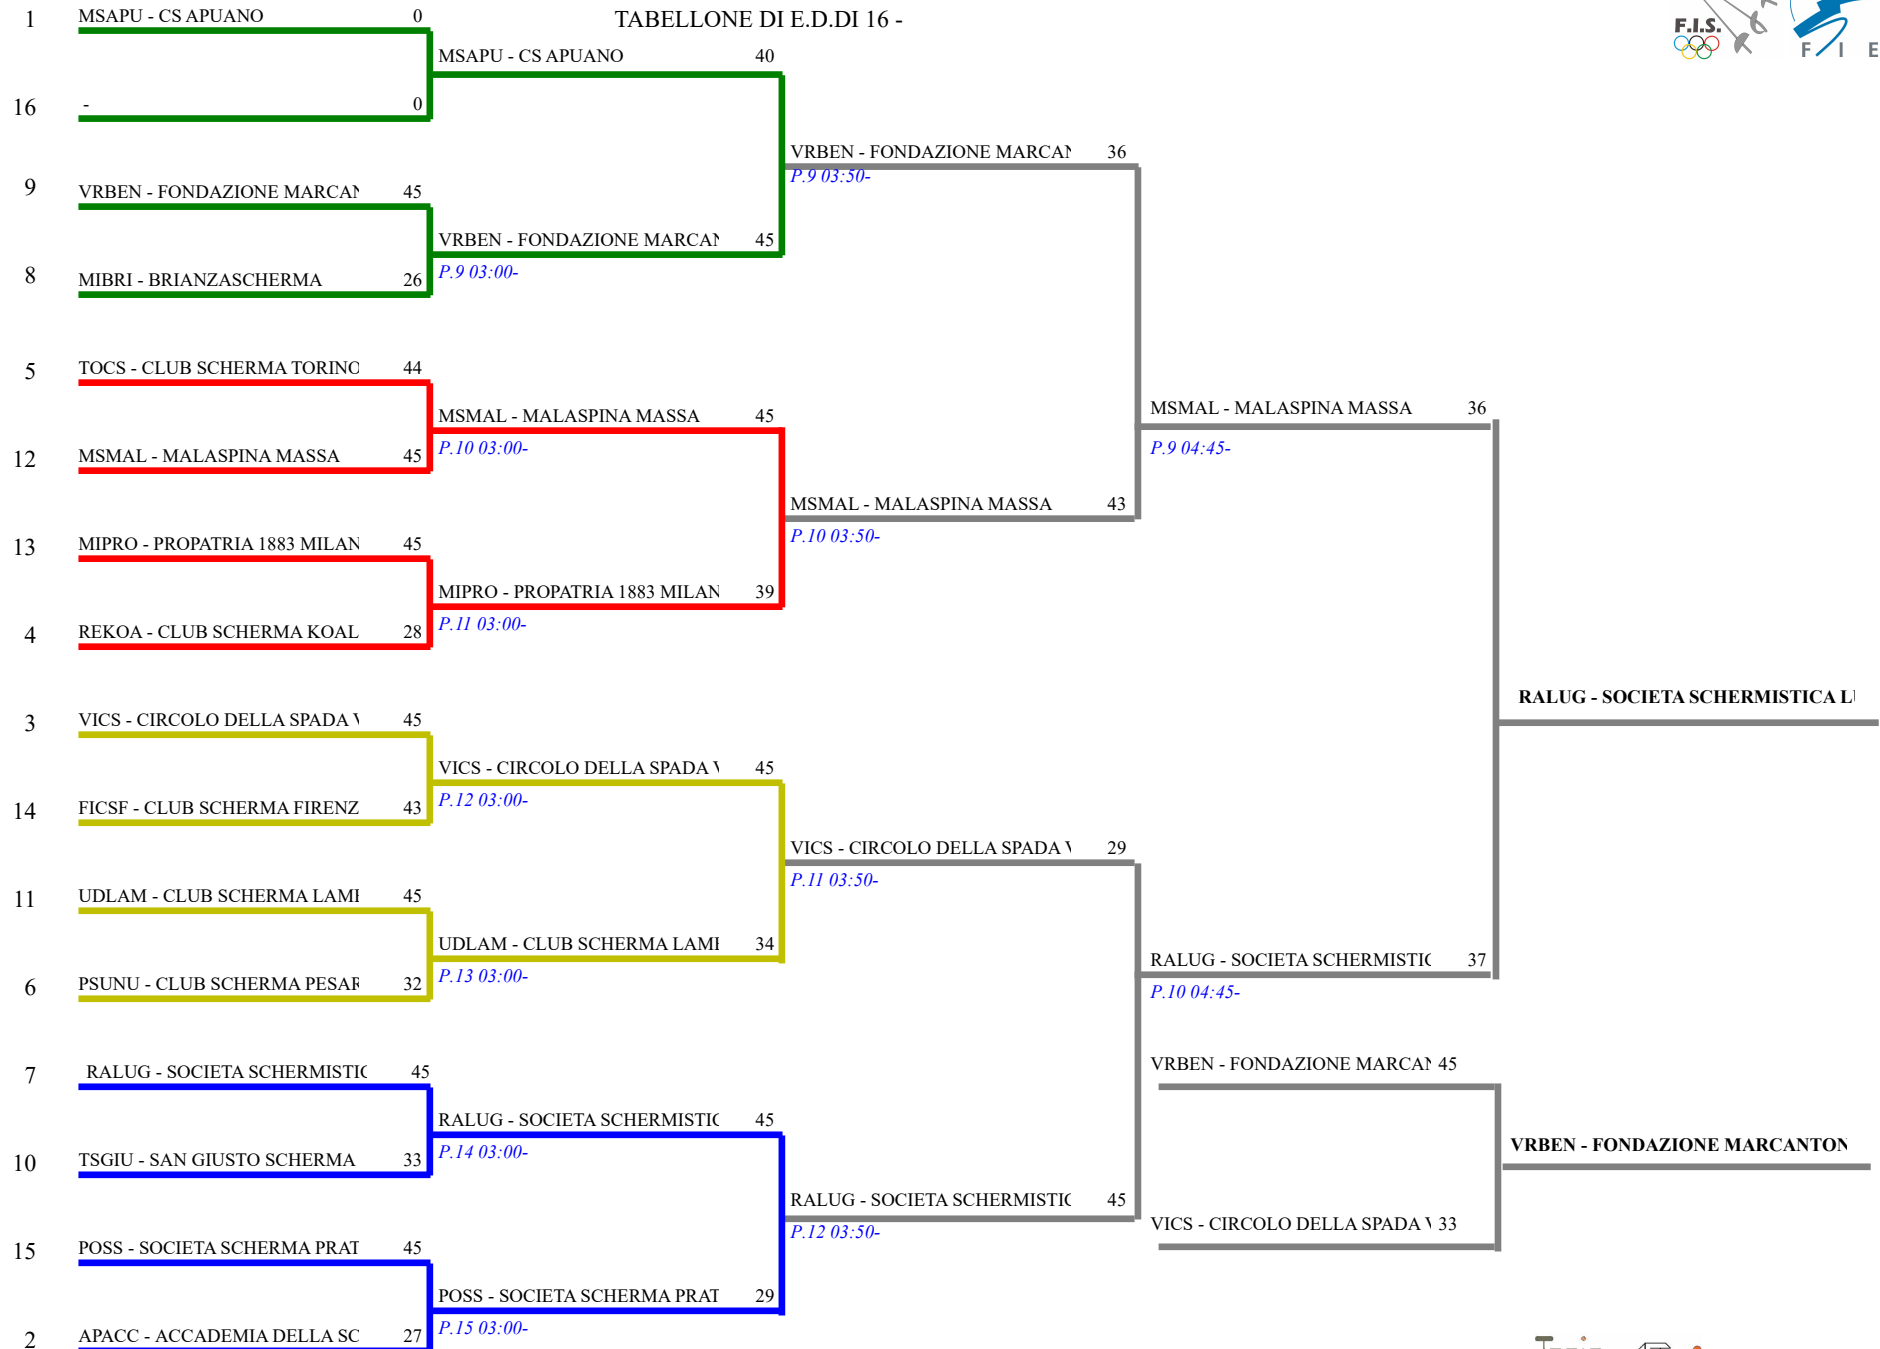 TABELLONE DI E.D.DI 16 -
F.I.S.
F I E
1 MSAPU - CS APUANO 0
16 - 0
9 VRBEN - FONDAZIONE MARCAN 45
8 MIBRI - BRIANZASCHERMA 26
5 TOCS - CLUB SCHERMA TORINO 44
12 MSMAL - MALASPINA MASSA 45
13 MIPRO - PROPATRIA 1883 MILAN 45
4 REKOA - CLUB SCHERMA KOAL 28
3 VICS - CIRCOLO DELLA SPADA 45
14 FICSF - CLUB SCHERMA FIRENZ 43
11 UDLAM - CLUB SCHERMA LAME 45
6 PSUNU - CLUB SCHERMA PESAR 32
7 RALUG - SOCIETA SCHERMISTIC 45
10 TSGIU - SAN GIUSTO SCHERMA 33
15 POSS - SOCIETA SCHERMA PRAT 45
2 APACC - ACCADEMIA DELLA SC 27
MSAPU - CS APUANO 40
VRBEN - FONDAZIONE MARCAN 45
P.9 03:00-
MSMAL - MALASPINA MASSA 45
P.10 03:00-
MIPRO - PROPATRIA 1883 MILAN 39
P.11 03:00-
VICS - CIRCOLO DELLA SPADA 45
P.12 03:00-
UDLAM - CLUB SCHERMA LAME 34
P.13 03:00-
RALUG - SOCIETA SCHERMISTIC 45
P.14 03:00-
POSS - SOCIETA SCHERMA PRAT 29
P.15 03:00-
VRBEN - FONDAZIONE MARCAN 36
P.9 03:50-
MSMAL - MALASPINA MASSA 43
P.10 03:50-
VICS - CIRCOLO DELLA SPADA 29
P.11 03:50-
RALUG - SOCIETA SCHERMISTIC 45
P.12 03:50-
MSMAL - MALASPINA MASSA 36
P.9 04:45-
RALUG - SOCIETA SCHERMISTIC 37
P.10 04:45-
VRBEN - FONDAZIONE MARCAN 45
VICS - CIRCOLO DELLA SPADA 33
RALUG - SOCIETA SCHERMISTICA
VRBEN - FONDAZIONE MARCANTON